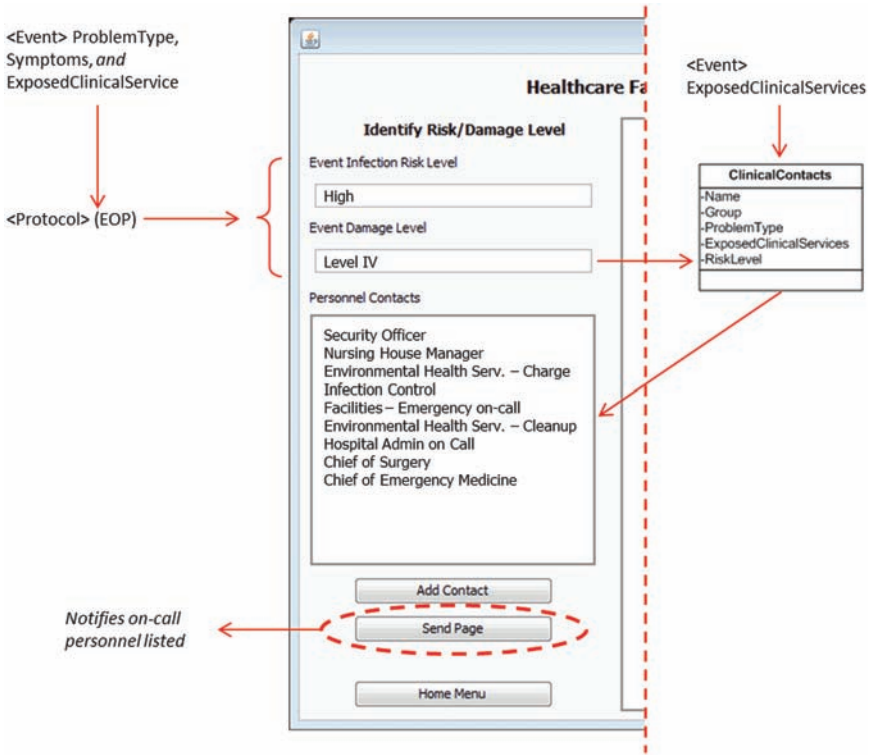 <Event> ProblemType,
Symptoms, and
ExposedClinicalService
<Protocol> (EOP)
Healthcare Fa
Identify Risk/Damage Level
Event Infection Risk Level
High
Event Damage Level
Level IV
Personnel Contacts
Security Officer
Nursing House Manager
Environmental Health Serv. – Charge
Infection Control
Facilities – Emergency on-call
Environmental Health Serv. – Cleanup
Hospital Admin on Call
Chief of Surgery
Chief of Emergency Medicine
Add Contact
Send Page
Home Menu
Notifies on-call
personnel listed
<Event>
ExposedClinicalServices
ClinicalContacts
-Name
-Group
-ProblemType
-ExposedClinicalServices
-RiskLevel